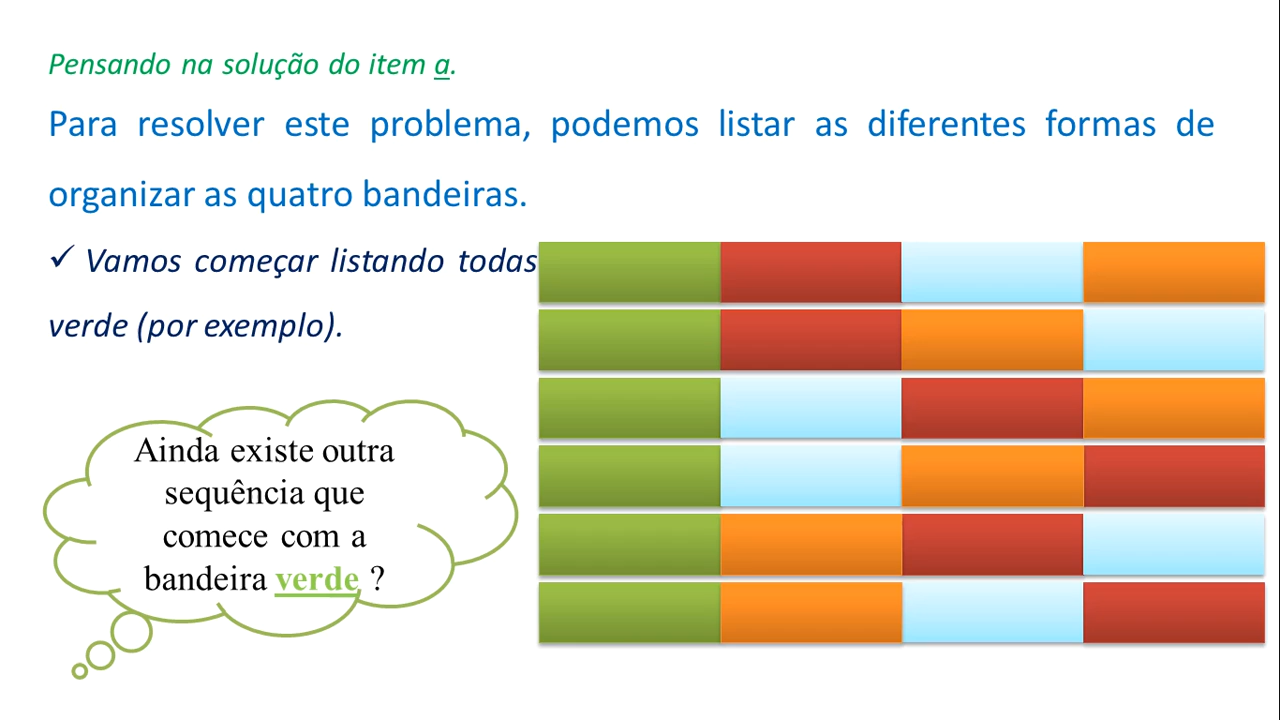 Pensando na solução do item a.
Para resolver este problema, podemos listar as diferentes formas de
organizar as quatro bandeiras.
✓ Vamos começar listando todas
verde (por exemplo).
Ainda existe outra
sequência que
comece com a
bandeira verde ?